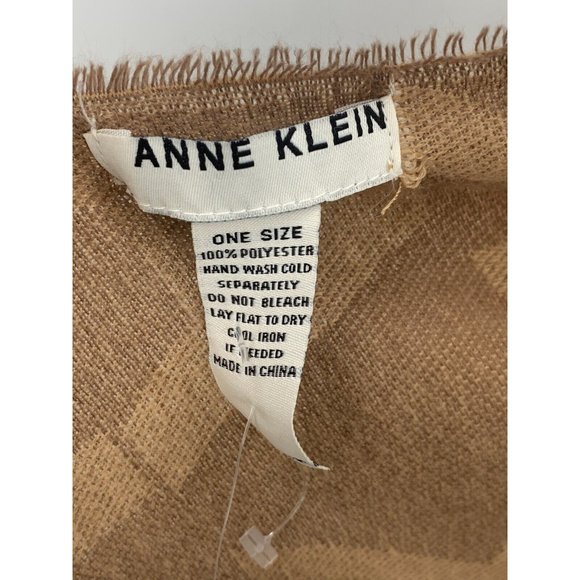 ANNE KLEIN
ONE SIZE
100% POLYESTER
HAND WASH COLD
SEPARATELY
DO NOT BLEACH
LAY FLAT TO DRY
COOL IRON
IF NEEDED
MADE IN CHINA